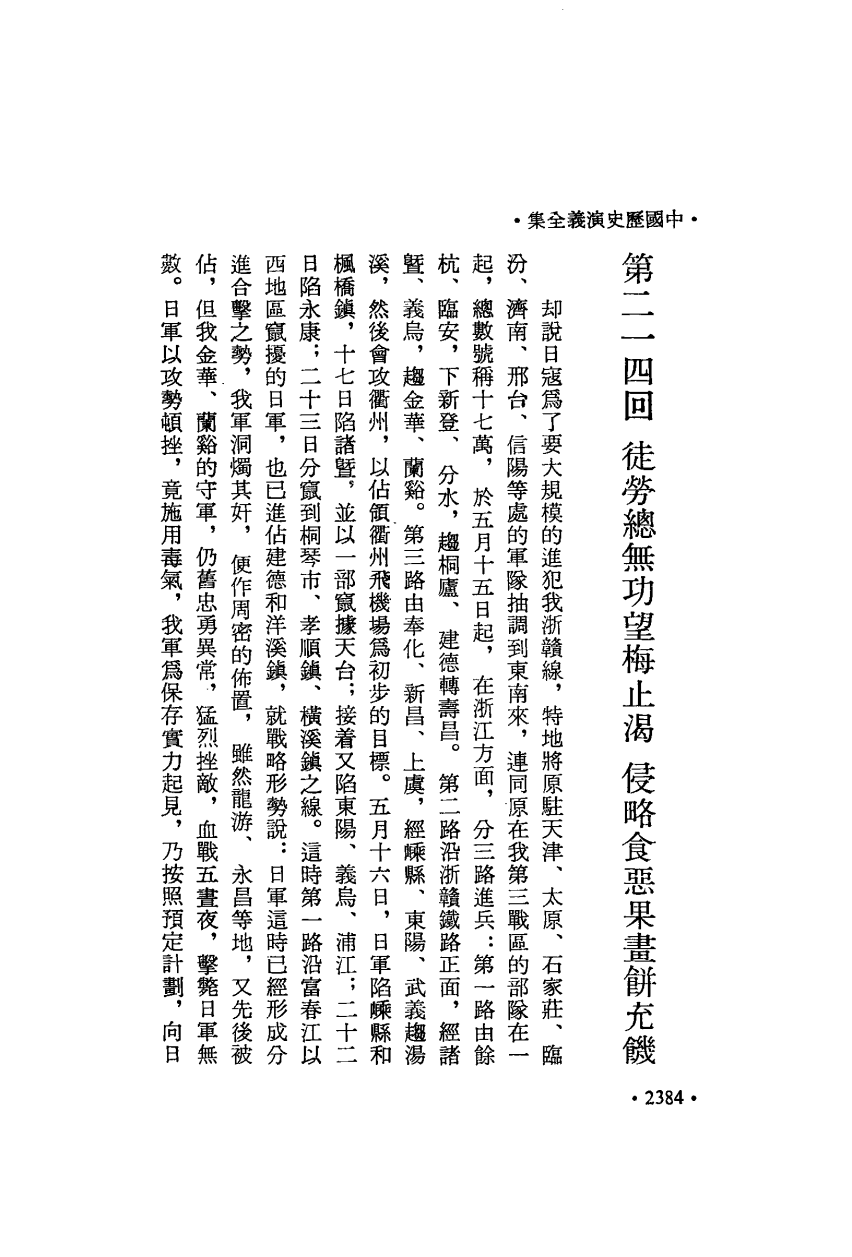 •中國歷史演義全集•
第二一四回 徒勞總無功望梅止渴 侵略食惡果畫餅充饑
却說日寇爲了要大規模的進犯我浙贛線，特地將原駐天津、太原、石家莊、臨
汾、濟南、邢台、信陽等處的軍隊抽調到東南來，連同原在我第三戰區的部隊在一
起，總數號稱十七萬，於五月十五日起，在浙江方面，分三路進兵：第一路由餘
杭、臨安，下新登、分水，趨桐廬、建德轉壽昌。第二路沿浙贛鐵路正面，經諸
暨、義烏，趨金華、蘭谿。第三路由奉化、新昌、上虞，經嵊縣、東陽、武義趨湯
溪，然後會攻衢州，以佔領衢州飛機場爲初步的目標。五月十六日，日軍陷嵊縣和
楓橋鎮，十七日陷諸暨，並以一部竄據天台；接着又陷東陽、義烏、浦江；二十二
日陷永康；二十三日分竄到桐琴市、孝順鎮、橫溪鎮之線。這時第一路沿富春江以
西地區竄擾的日軍，也已進佔建德和洋溪鎮，就戰略形勢說：日軍這時已經形成分
進合擊之勢，我軍洞燭其奸，便作周密的佈置，雖然龍游、永昌等地，又先後被
佔，但我金華、蘭谿的守軍，仍舊忠勇異常，猛烈挫敵，血戰五晝夜，擊斃日軍無
數。日軍以攻勢頓挫，竟施用毒氣，我軍爲保存實力起見，乃按照預定計劃，向日
•2384•